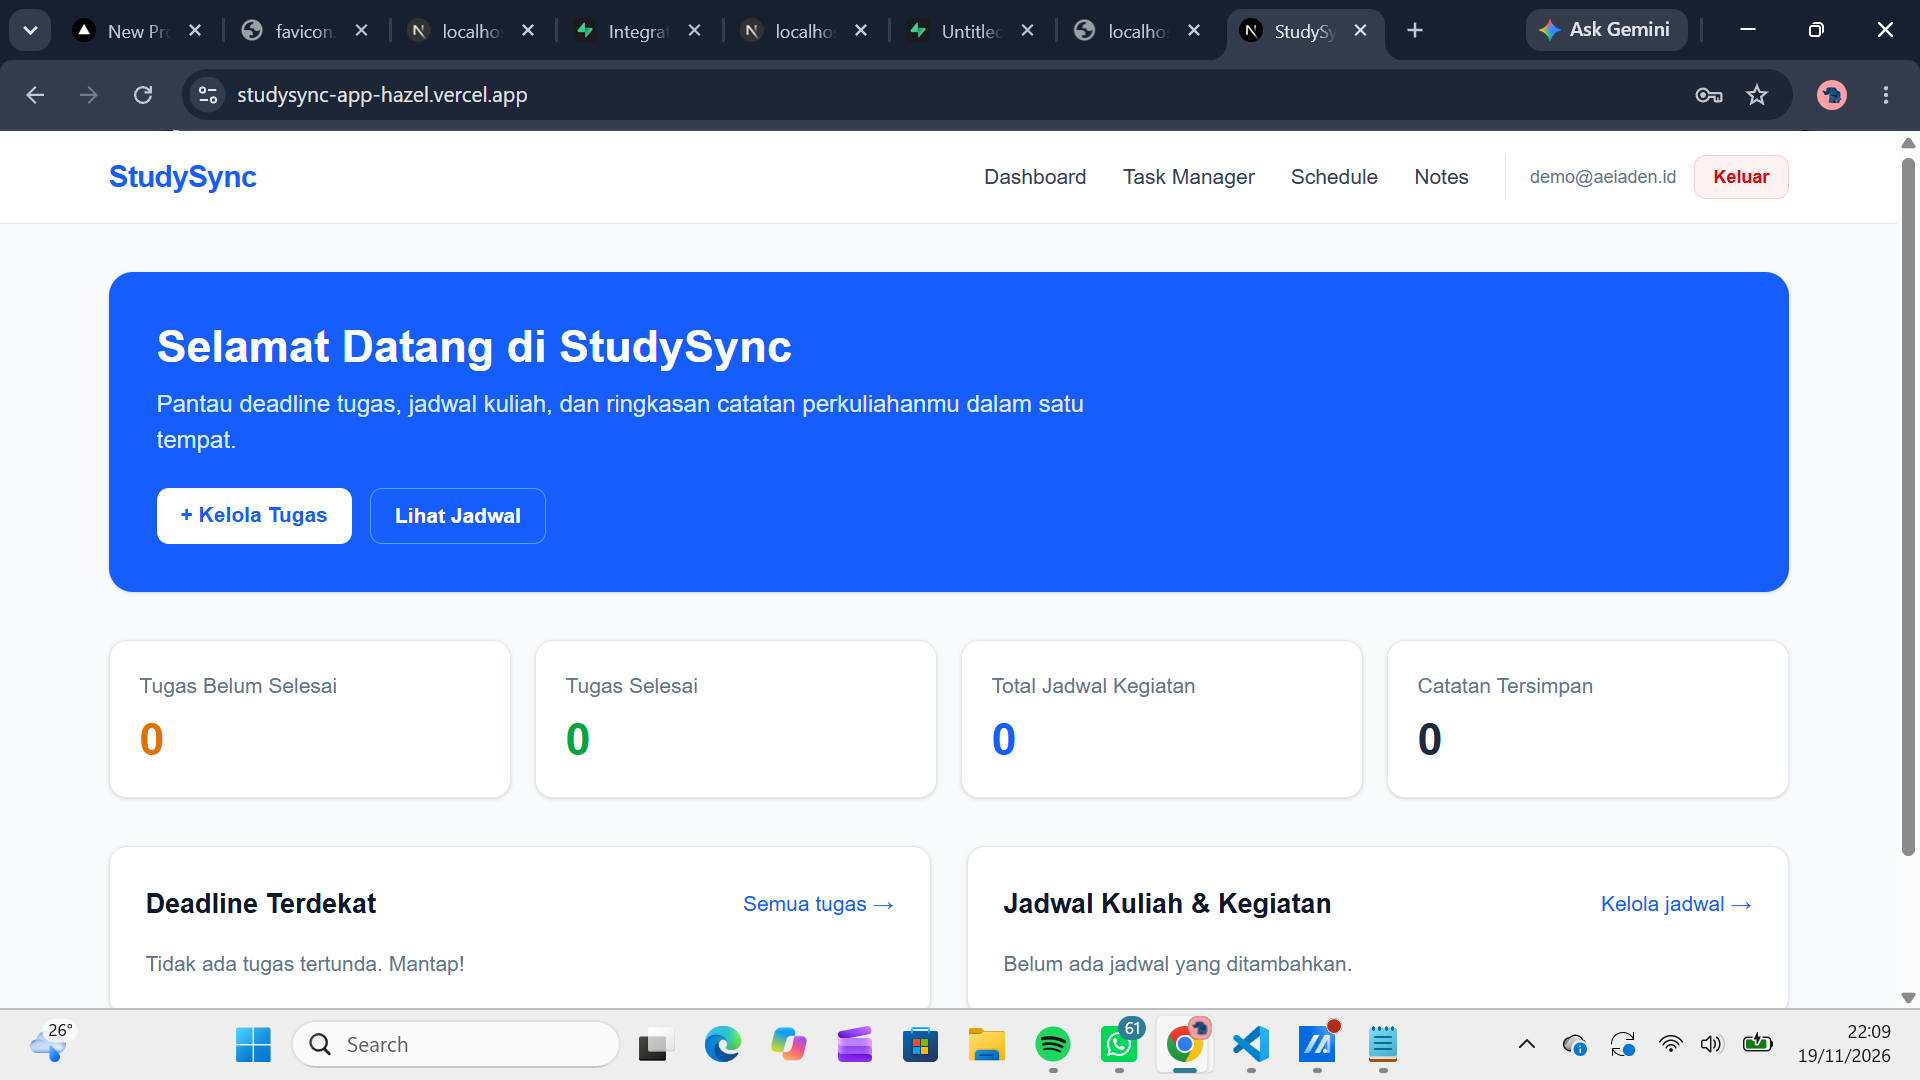 New Pr
favicon.
localho
Integrat
localho
Untitled
localho
StudySy
Ask Gemini
studysync-app-hazel.vercel.app
StudySync
Dashboard
Task Manager
Schedule
Notes
demo@aeiaden.id
Keluar
Selamat Datang di StudySync
Pantau deadline tugas, jadwal kuliah, dan ringkasan catatan perkuliahanmu dalam satu
tempat.
+ Kelola Tugas
Lihat Jadwal
Tugas Belum Selesai
0
Tugas Selesai
0
Total Jadwal Kegiatan
0
Catatan Tersimpan
0
Deadline Terdekat
Semua tugas →
Tidak ada tugas tertunda. Mantap!
Jadwal Kuliah & Kegiatan
Kelola jadwal →
Belum ada jadwal yang ditambahkan.
26°
Search
61
22:09
19/11/2026